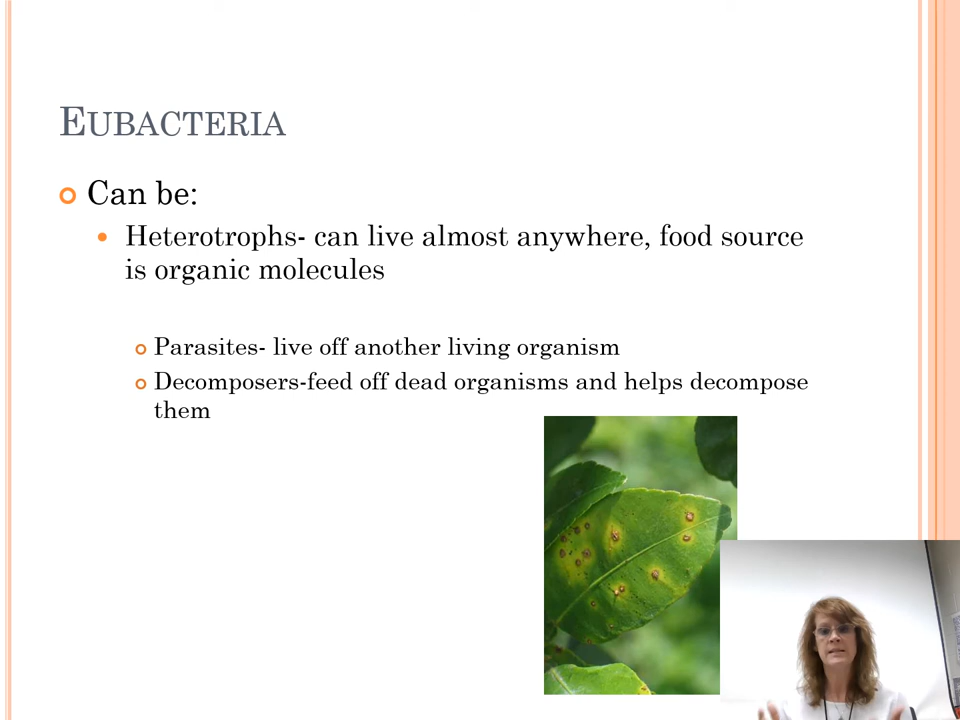 EUBACTERIA
Can be:
Heterotrophs- can live almost anywhere, food source
is organic molecules
Parasites- live off another living organism
Decomposers-feed off dead organisms and helps decompose
them